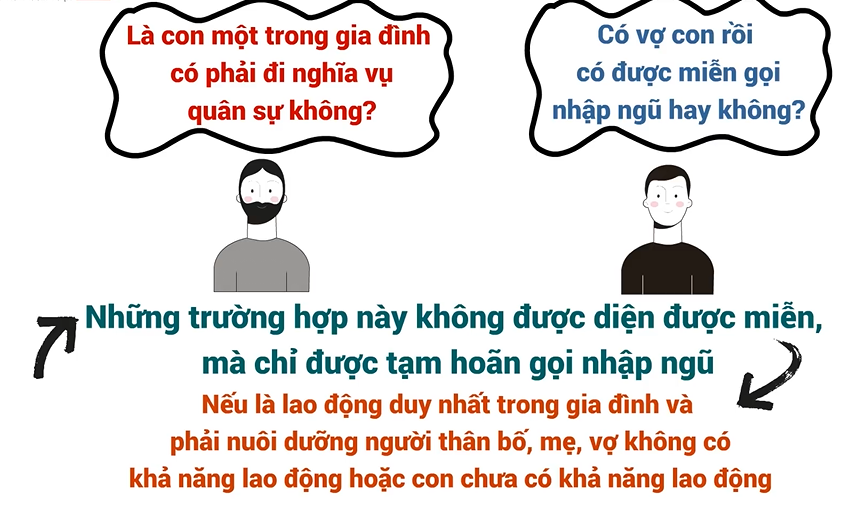 Là con một trong gia đình
có phải đi nghĩa vụ
quân sự không?
Có vợ con rồi
có được miễn gọi
nhập ngũ hay không?
Những trường hợp này không được diện được miễn,
mà chỉ được tạm hoãn gọi nhập ngũ
Nếu là lao động duy nhất trong gia đình và
phải nuôi dưỡng người thân bố, mẹ, vợ không có
khả năng lao động hoặc con chưa có khả năng lao động